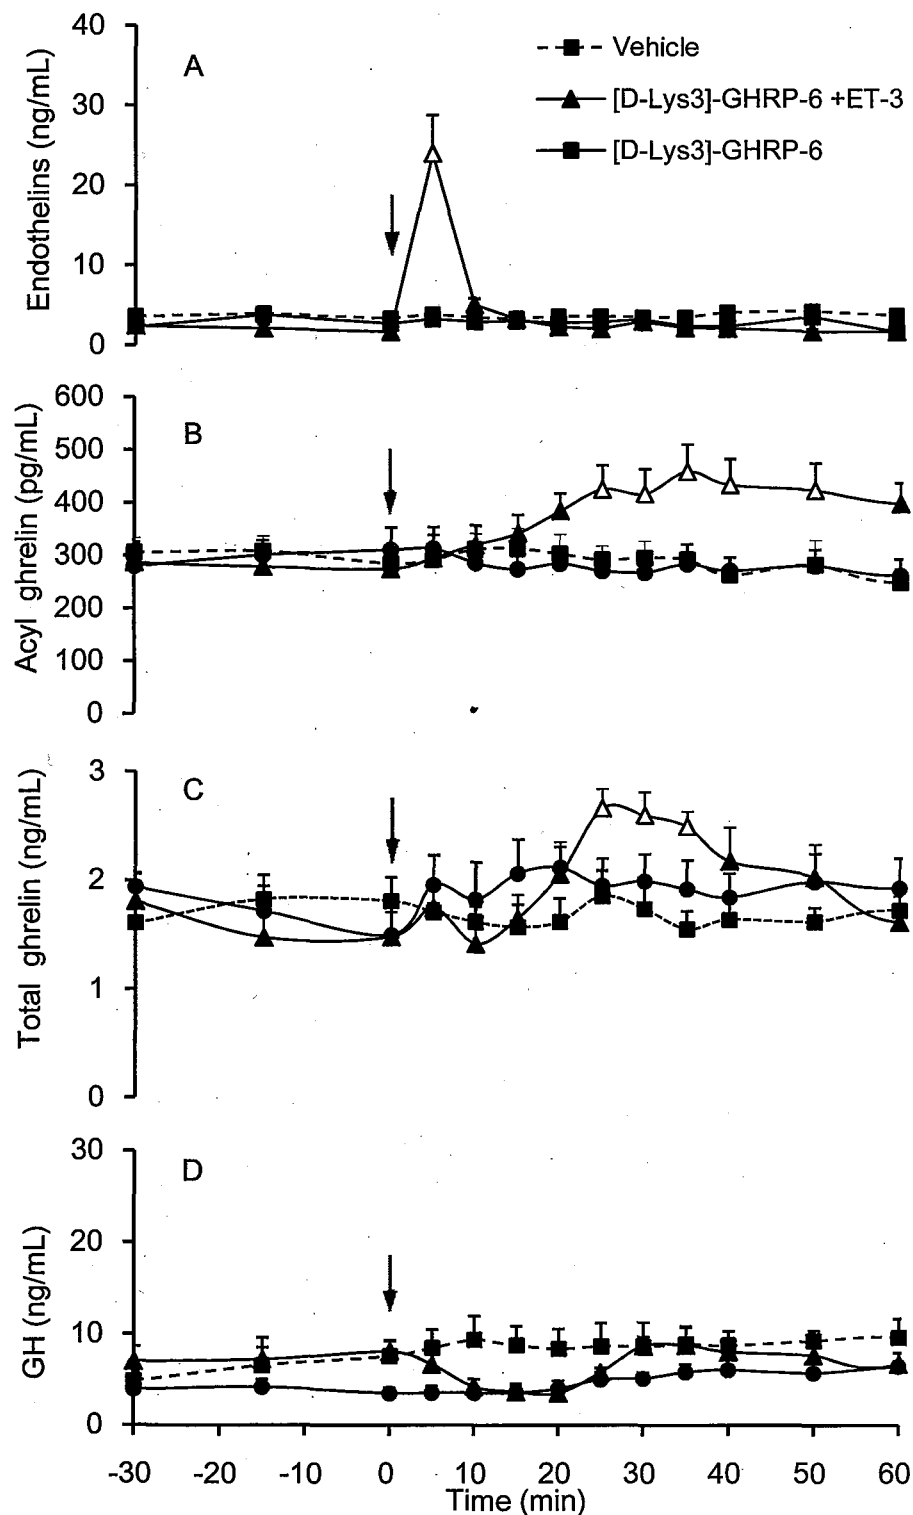 40
30
20
10
0
Endothelins (ng/mL)
A
Vehicle
[D-Lys3]-GHRP-6 +ET-3
[D-Lys3]-GHRP-6
600
500
400
300
200
100
0
Acyl ghrelin (pg/mL)
B
3
2
1
0
Total ghrelin (ng/mL)
C
30
20
10
0
GH (ng/mL)
D
-30 -20 -10 0 10 20 30 40 50 60
Time (min)